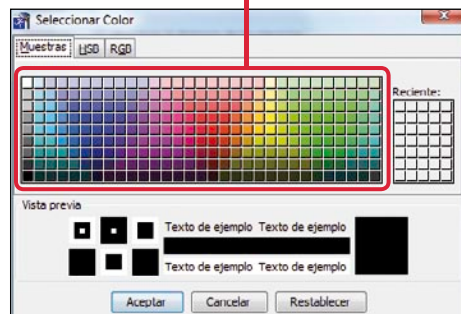 Seleccionar Color
Muestras HSB RGB
Reciente:
Vista previa
Texto de ejemplo Texto de ejemplo
Texto de ejemplo Texto de ejemplo
Aceptar Cancelar Restablecer